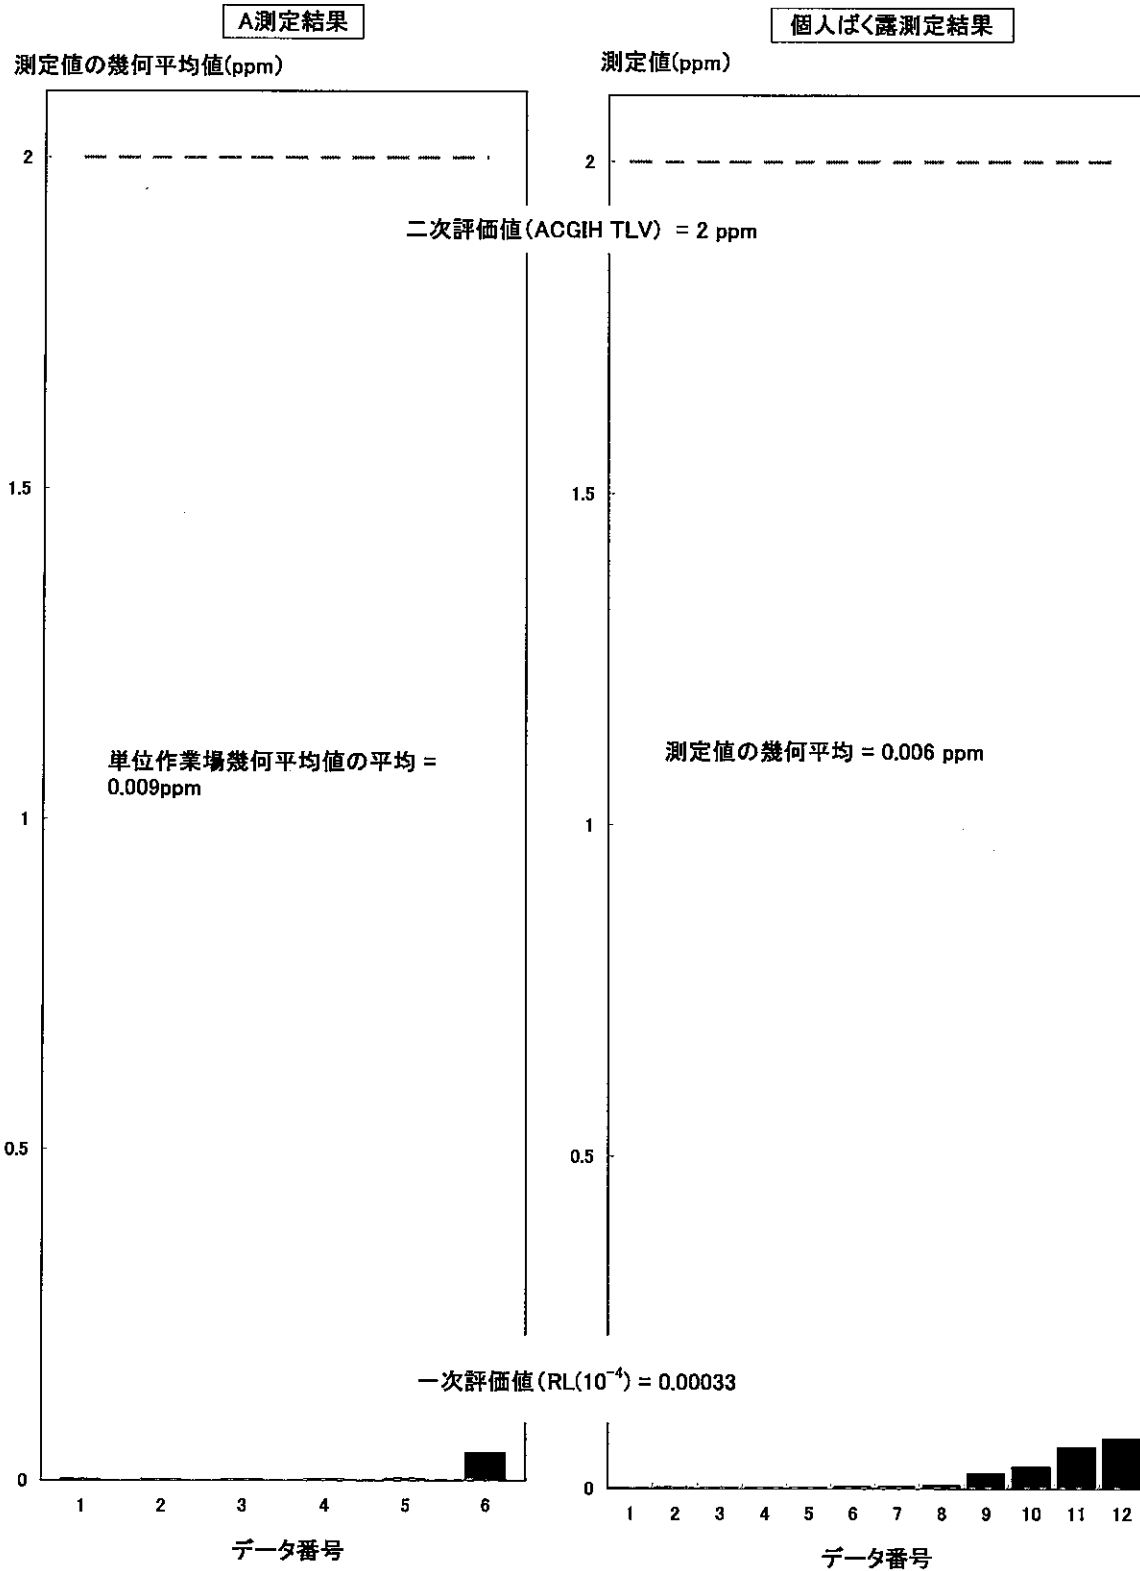 A測定結果
測定値の幾何平均値(ppm)
2
1.5
1
0.5
0
1 2 3 4 5 6
データ番号
単位作業場幾何平均値の平均 =
0.009ppm
個人ばく露測定結果
測定値(ppm)
2
1.5
1
0.5
0
1 2 3 4 5 6 7 8 9 10 11 12
データ番号
測定値の幾何平均 = 0.006 ppm
二次評価値(ACGIH TLV) = 2 ppm
一次評価値(RL(10⁻⁴) = 0.00033